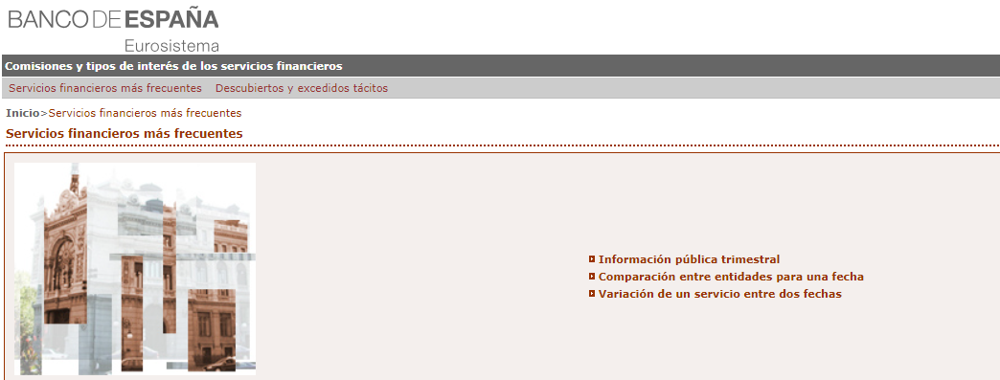 BANCO DE ESPAÑA
Eurosistema
Comisiones y tipos de interés de los servicios financieros
Servicios financieros más frecuentes Descubiertos y excedidos tácitos
Inicio>Servicios financieros más frecuentes
Servicios financieros más frecuentes
Información pública trimestral
Comparación entre entidades para una fecha
Variación de un servicio entre dos fechas